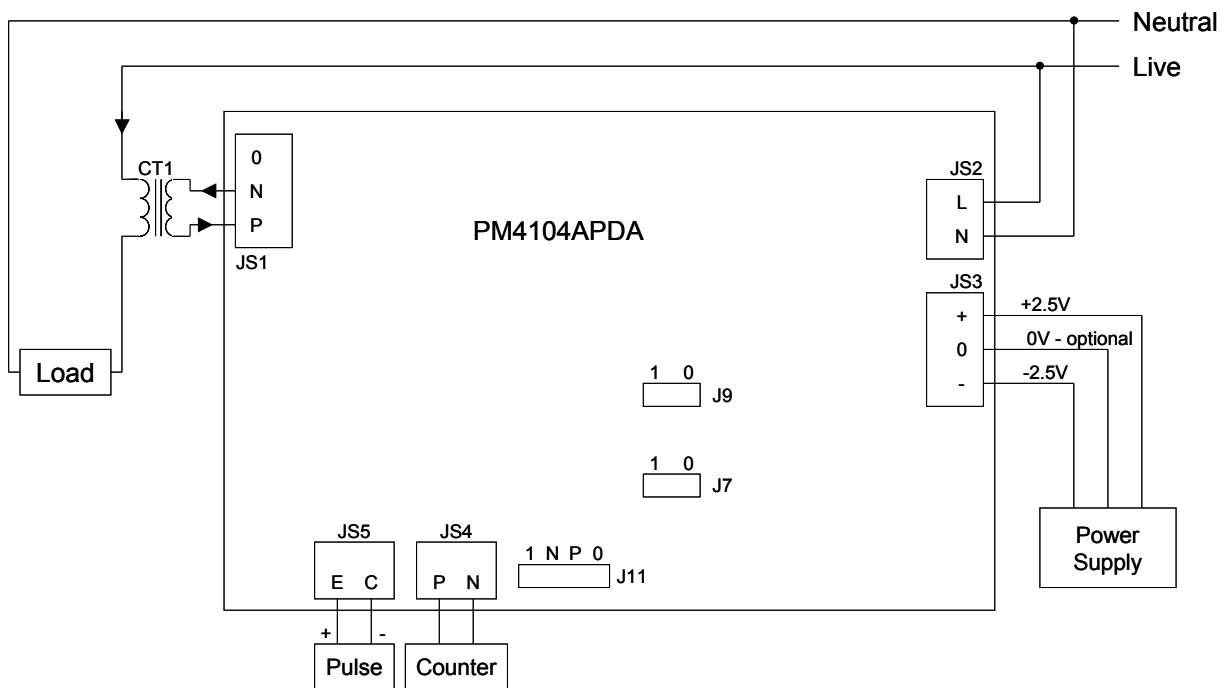 Neutral
Live
CT1
0
N
P
JS1
PM4104APDA
JS2
L
N
JS3
+
0
-
+2.5V
0V - optional
-2.5V
Load
1 0
J9
1 0
J7
JS5
E C
JS4
P N
1 N P 0
J11
Power
Supply
+ -
Pulse
Counter